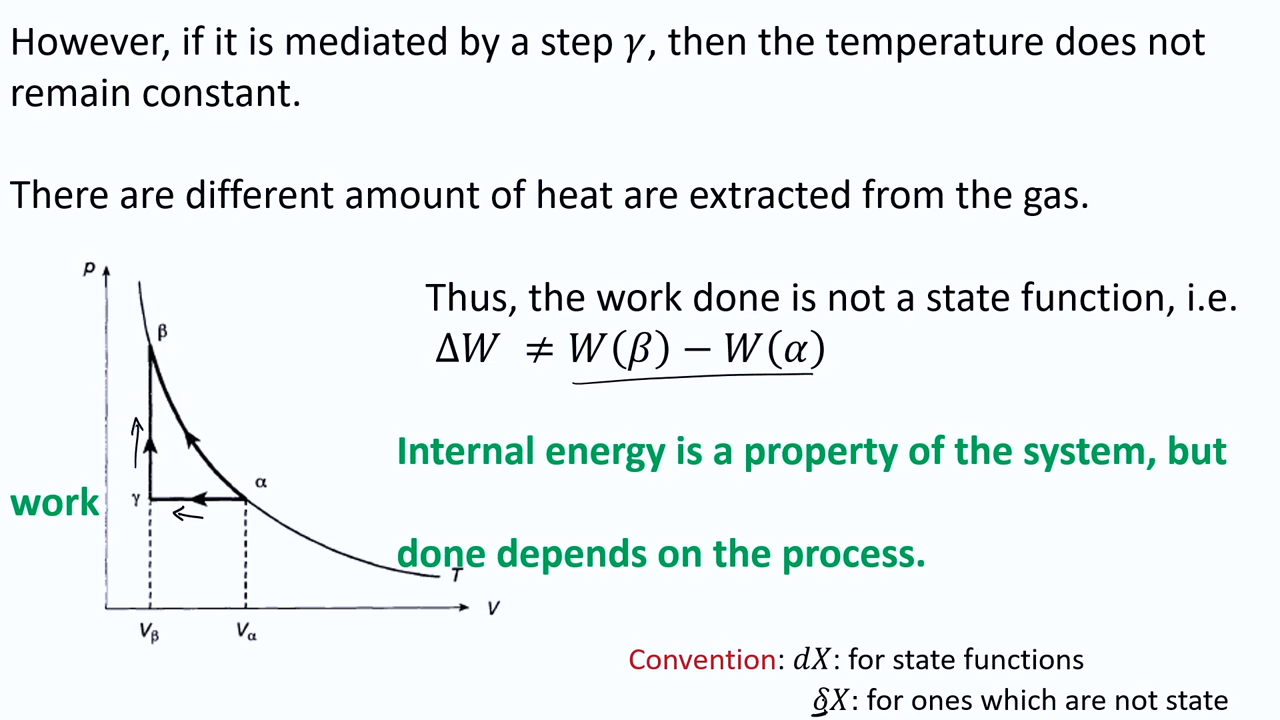 However, if it is mediated by a step γ, then the temperature does not
remain constant.
There are different amount of heat are extracted from the gas.
Thus, the work done is not a state function, i.e.
ΔW ≠ W(β) − W(α)
Internal energy is a property of the system, but
work
done depends on the process.
P
β
α
γ
T
V
Vβ
Vα
Convention: dX: for state functions
δX: for ones which are not state